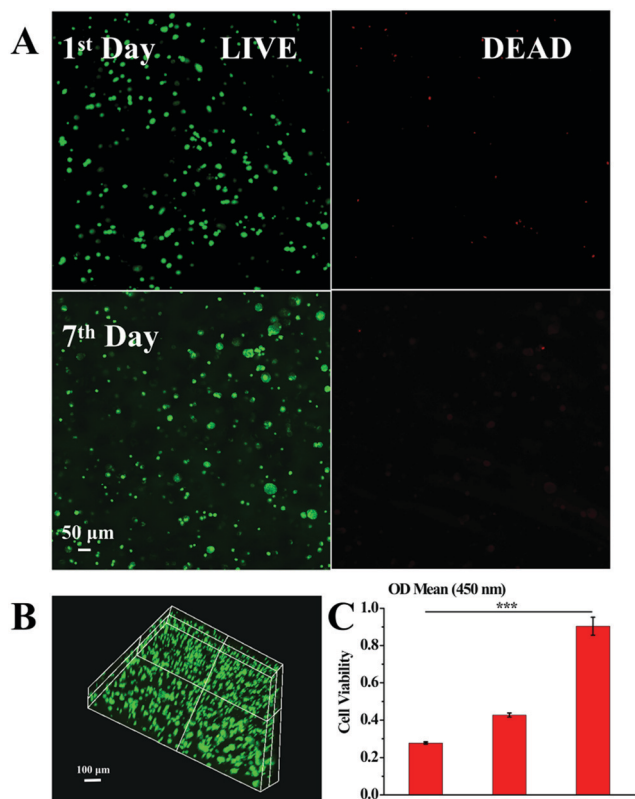 A
1st Day LIVE DEAD
7th Day
50 μm
B
100 μm
C
OD Mean (450 nm)
***
Cell Viability
1.0
0.8
0.6
0.4
0.2
0.0